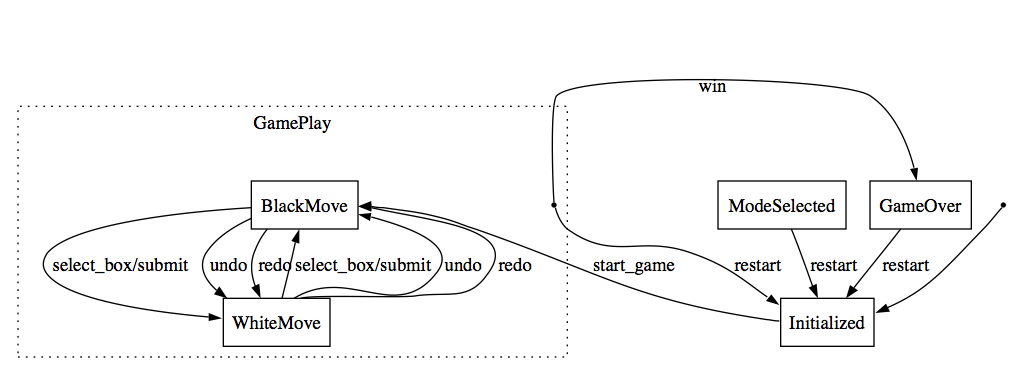 win
GamePlay
BlackMove
ModeSelected
GameOver
select_box/submit
undo
redo
select_box/submit
undo
redo
start_game
restart
restart
restart
WhiteMove
Initialized